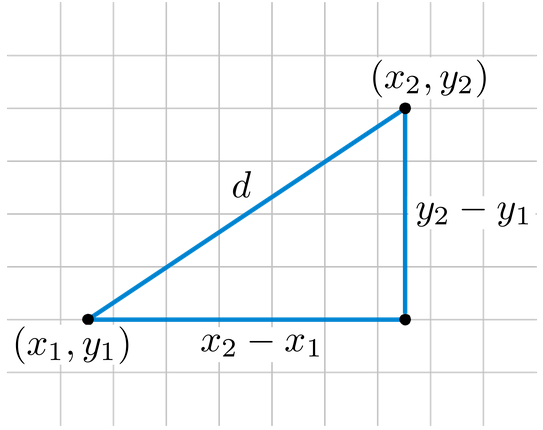 (x₂, y₂)
d
y₂ − y₁
(x₁, y₁)
x₂ − x₁